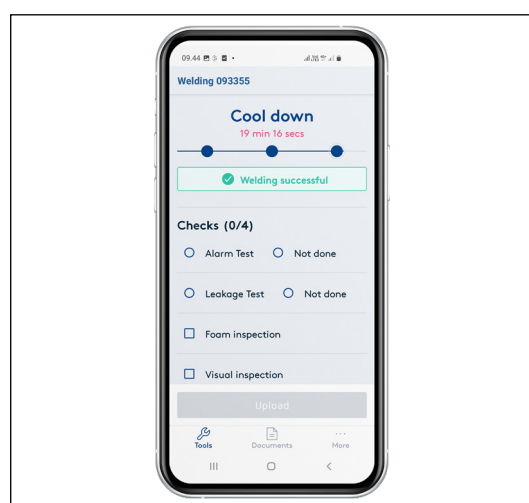 09.44
Welding 093355
Cool down
19 min 16 secs
Welding successful
Checks (0/4)
Alarm Test Not done
Leakage Test Not done
Foam inspection
Visual inspection
Upload
Tools Documents More